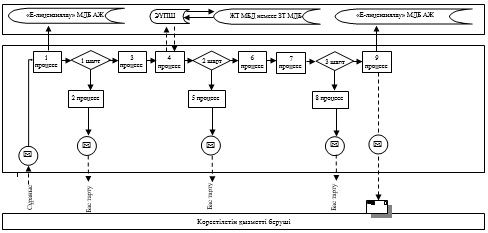 «Е-лицензиялау» МДБ АЖ
ЭҮПШ
ЖТ МБД немесе ЗТ МДБ
«Е-лицензиялау» МДБ АЖ
1 процесс
1 шарт
3 процесс
4 процесс
2 шарт
6 процесс
7 процесс
3 шарт
9 процесс
2 процесс
5 процесс
8 процесс
Сұраныс
Бас тарту
Бас тарту
Бас тарту
Көрсетілетін қызметті беруші